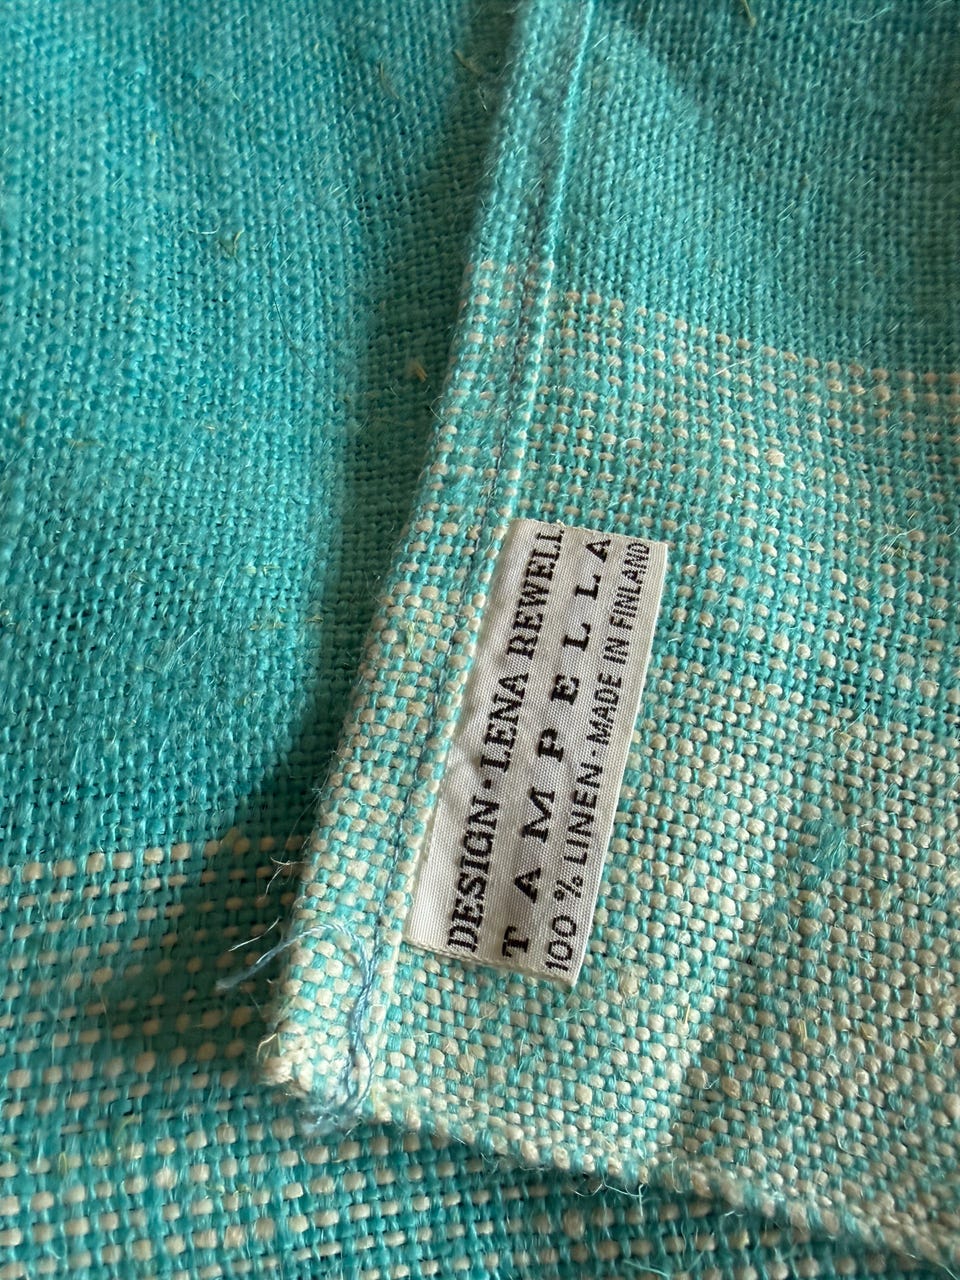 DESIGN · LENA REWELL
TAMPELLA
100 % LINEN · MADE IN FINLAND